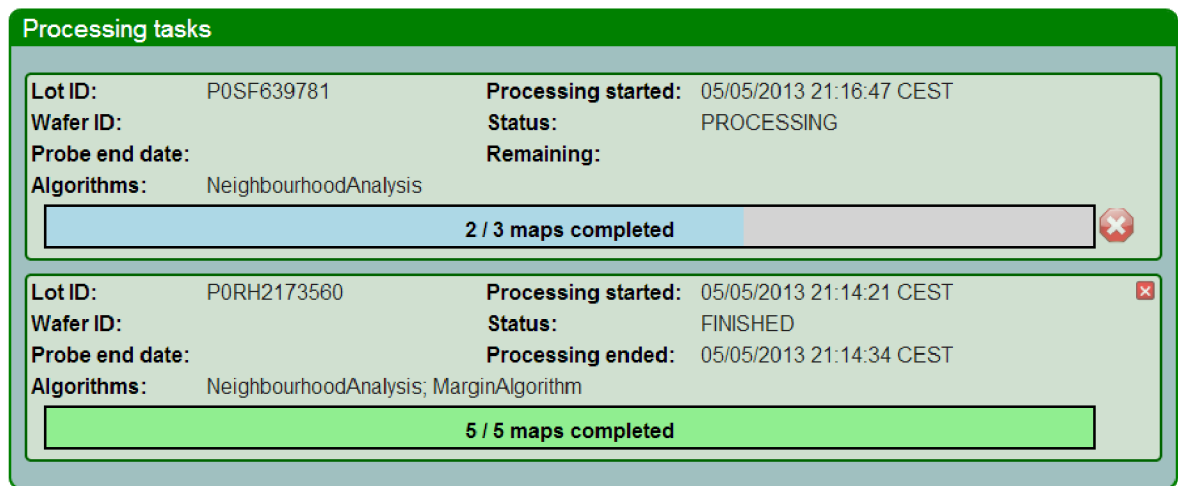 Processing tasks
Lot ID: P0SF639781 Processing started: 05/05/2013 21:16:47 CEST
Wafer ID: Status: PROCESSING
Probe end date: Remaining:
Algorithms: NeighbourhoodAnalysis
2 / 3 maps completed
Lot ID: P0RH2173560 Processing started: 05/05/2013 21:14:21 CEST
Wafer ID: Status: FINISHED
Probe end date: Processing ended: 05/05/2013 21:14:34 CEST
Algorithms: NeighbourhoodAnalysis; MarginAlgorithm
5 / 5 maps completed